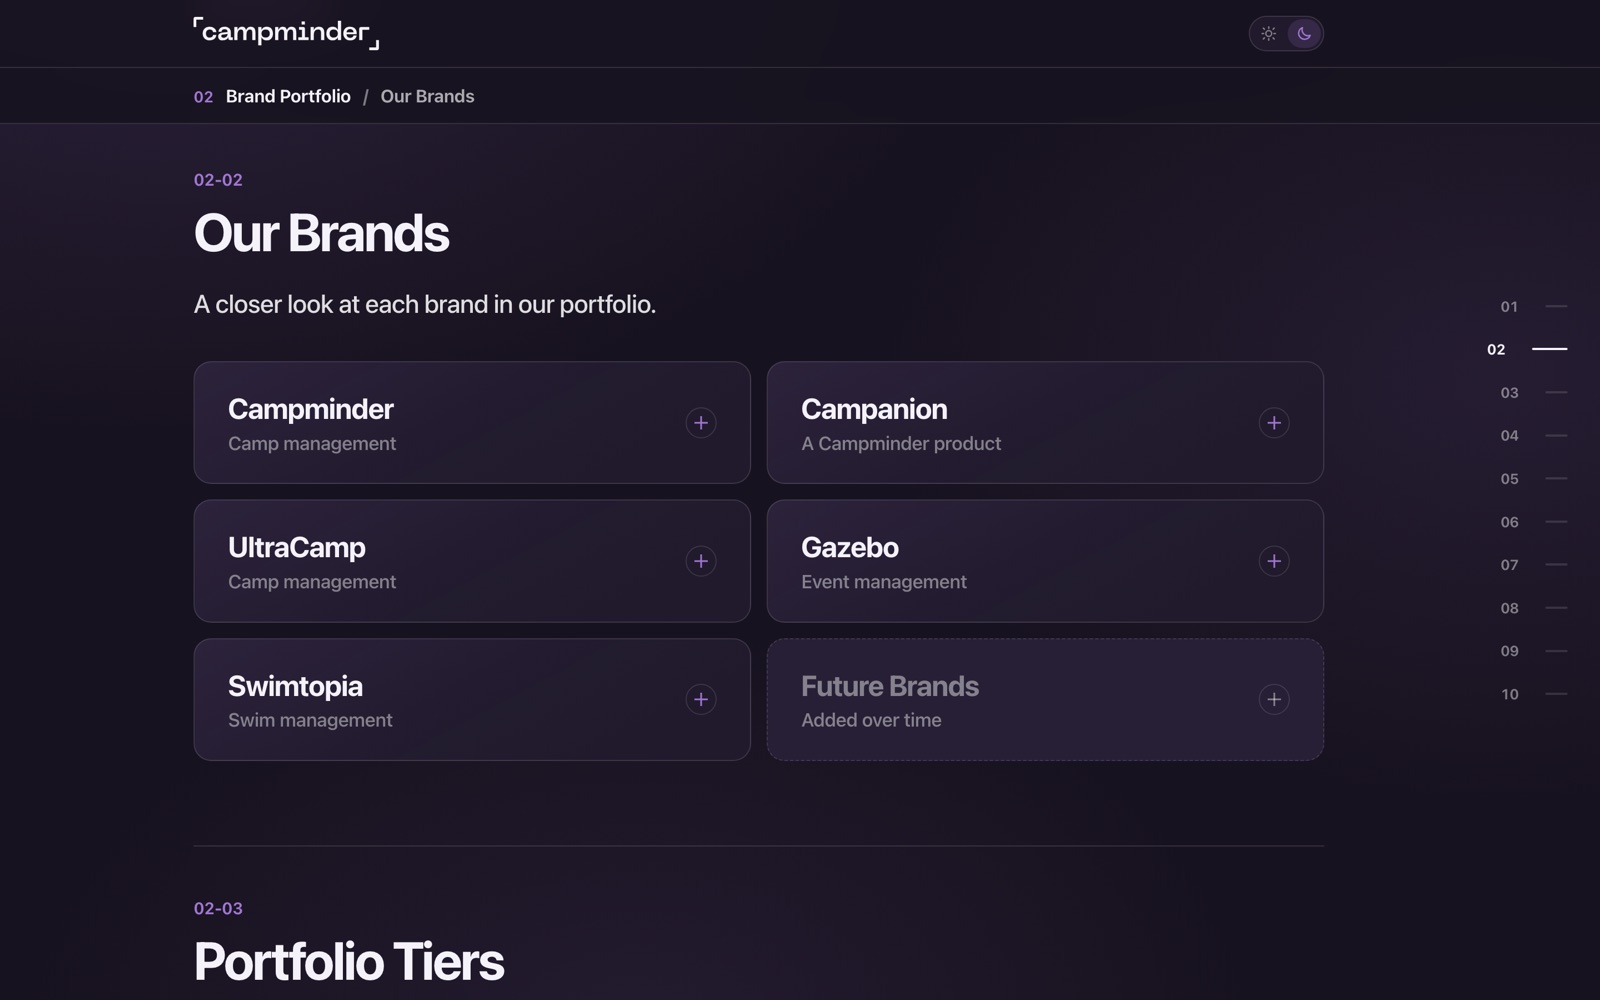 campminder
02 Brand Portfolio / Our Brands
02-02
Our Brands
A closer look at each brand in our portfolio.
Campminder
Camp management
Campanion
A Campminder product
UltraCamp
Camp management
Gazebo
Event management
Swimtopia
Swim management
Future Brands
Added over time
01
02
03
04
05
06
07
08
09
10
02-03
Portfolio Tiers